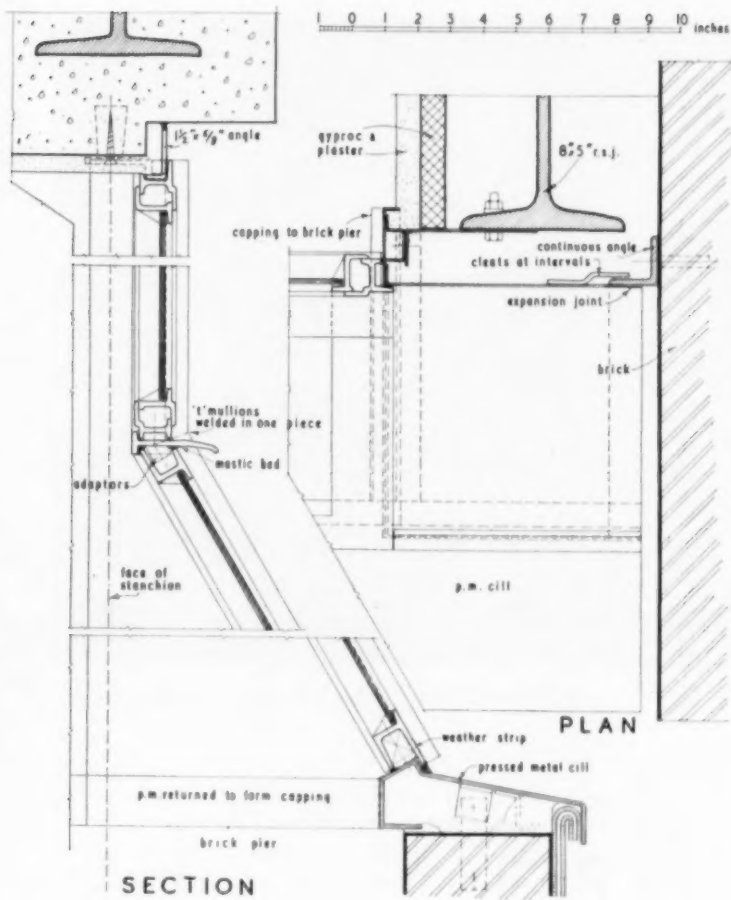 1 0 1 2 3 4 5 6 7 8 9 10 inches
1½" x ⅝" angle
gyproc &
plaster
8"x5" r.s.j.
capping to brick pier
continuous angle
cleats at intervals
expansion joint
brick
't' mullions
welded in one piece
mastic bed
adaptors
face of
stanchion
p.m. cill
PLAN
weather strip
pressed metal cill
p.m. returned to form capping
brick pier
SECTION